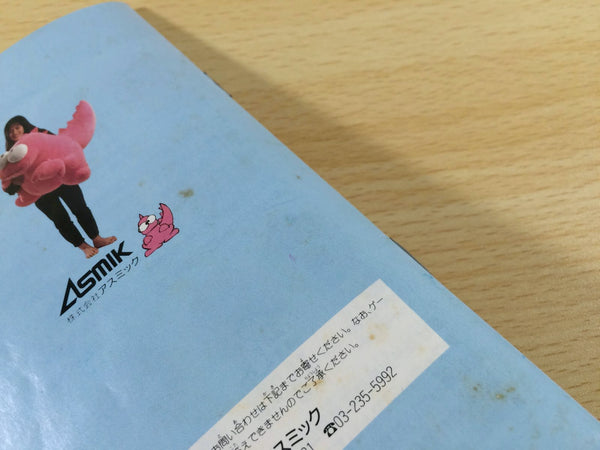 ASMIK
株式会社アスミック
お問い合わせは下記までお寄せください。なお、ゲー
えできませんのでご了承ください。
スミック
☎03-235-5992